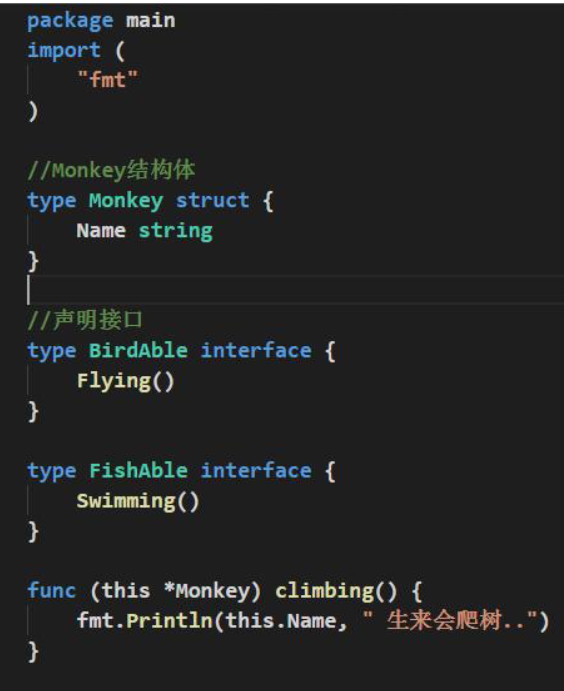 package main
import (
    "fmt"
)
//Monkey结构体
type Monkey struct {
    Name string
}
//声明接口
type BirdAble interface {
    Flying()
}
type FishAble interface {
    Swimming()
}
func (this *Monkey) climbing() {
    fmt.Println(this.Name, " 生来会爬树..")
}